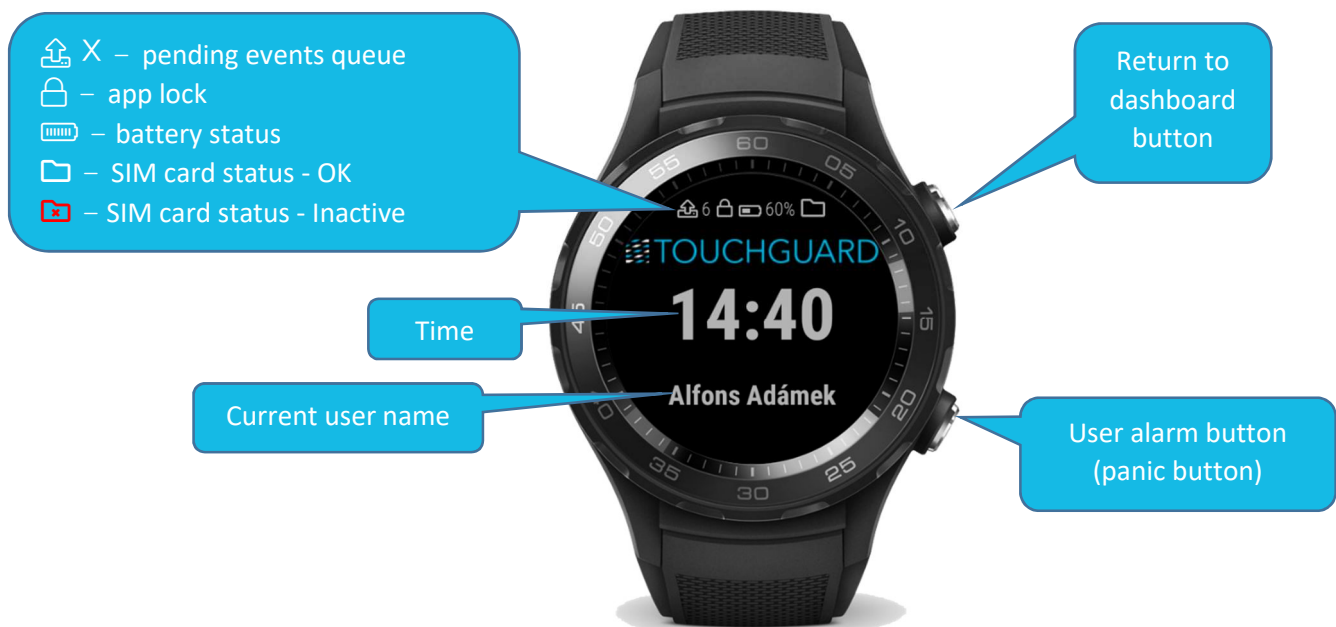 X – pending events queue
– app lock
– battery status
– SIM card status - OK
– SIM card status - Inactive
Return to
dashboard
button
60
05
10
15
20
25
30
35
40
45
50
55
6 60%
TOUCHGUARD
14:40
Alfons Adámek
Time
Current user name
User alarm button
(panic button)